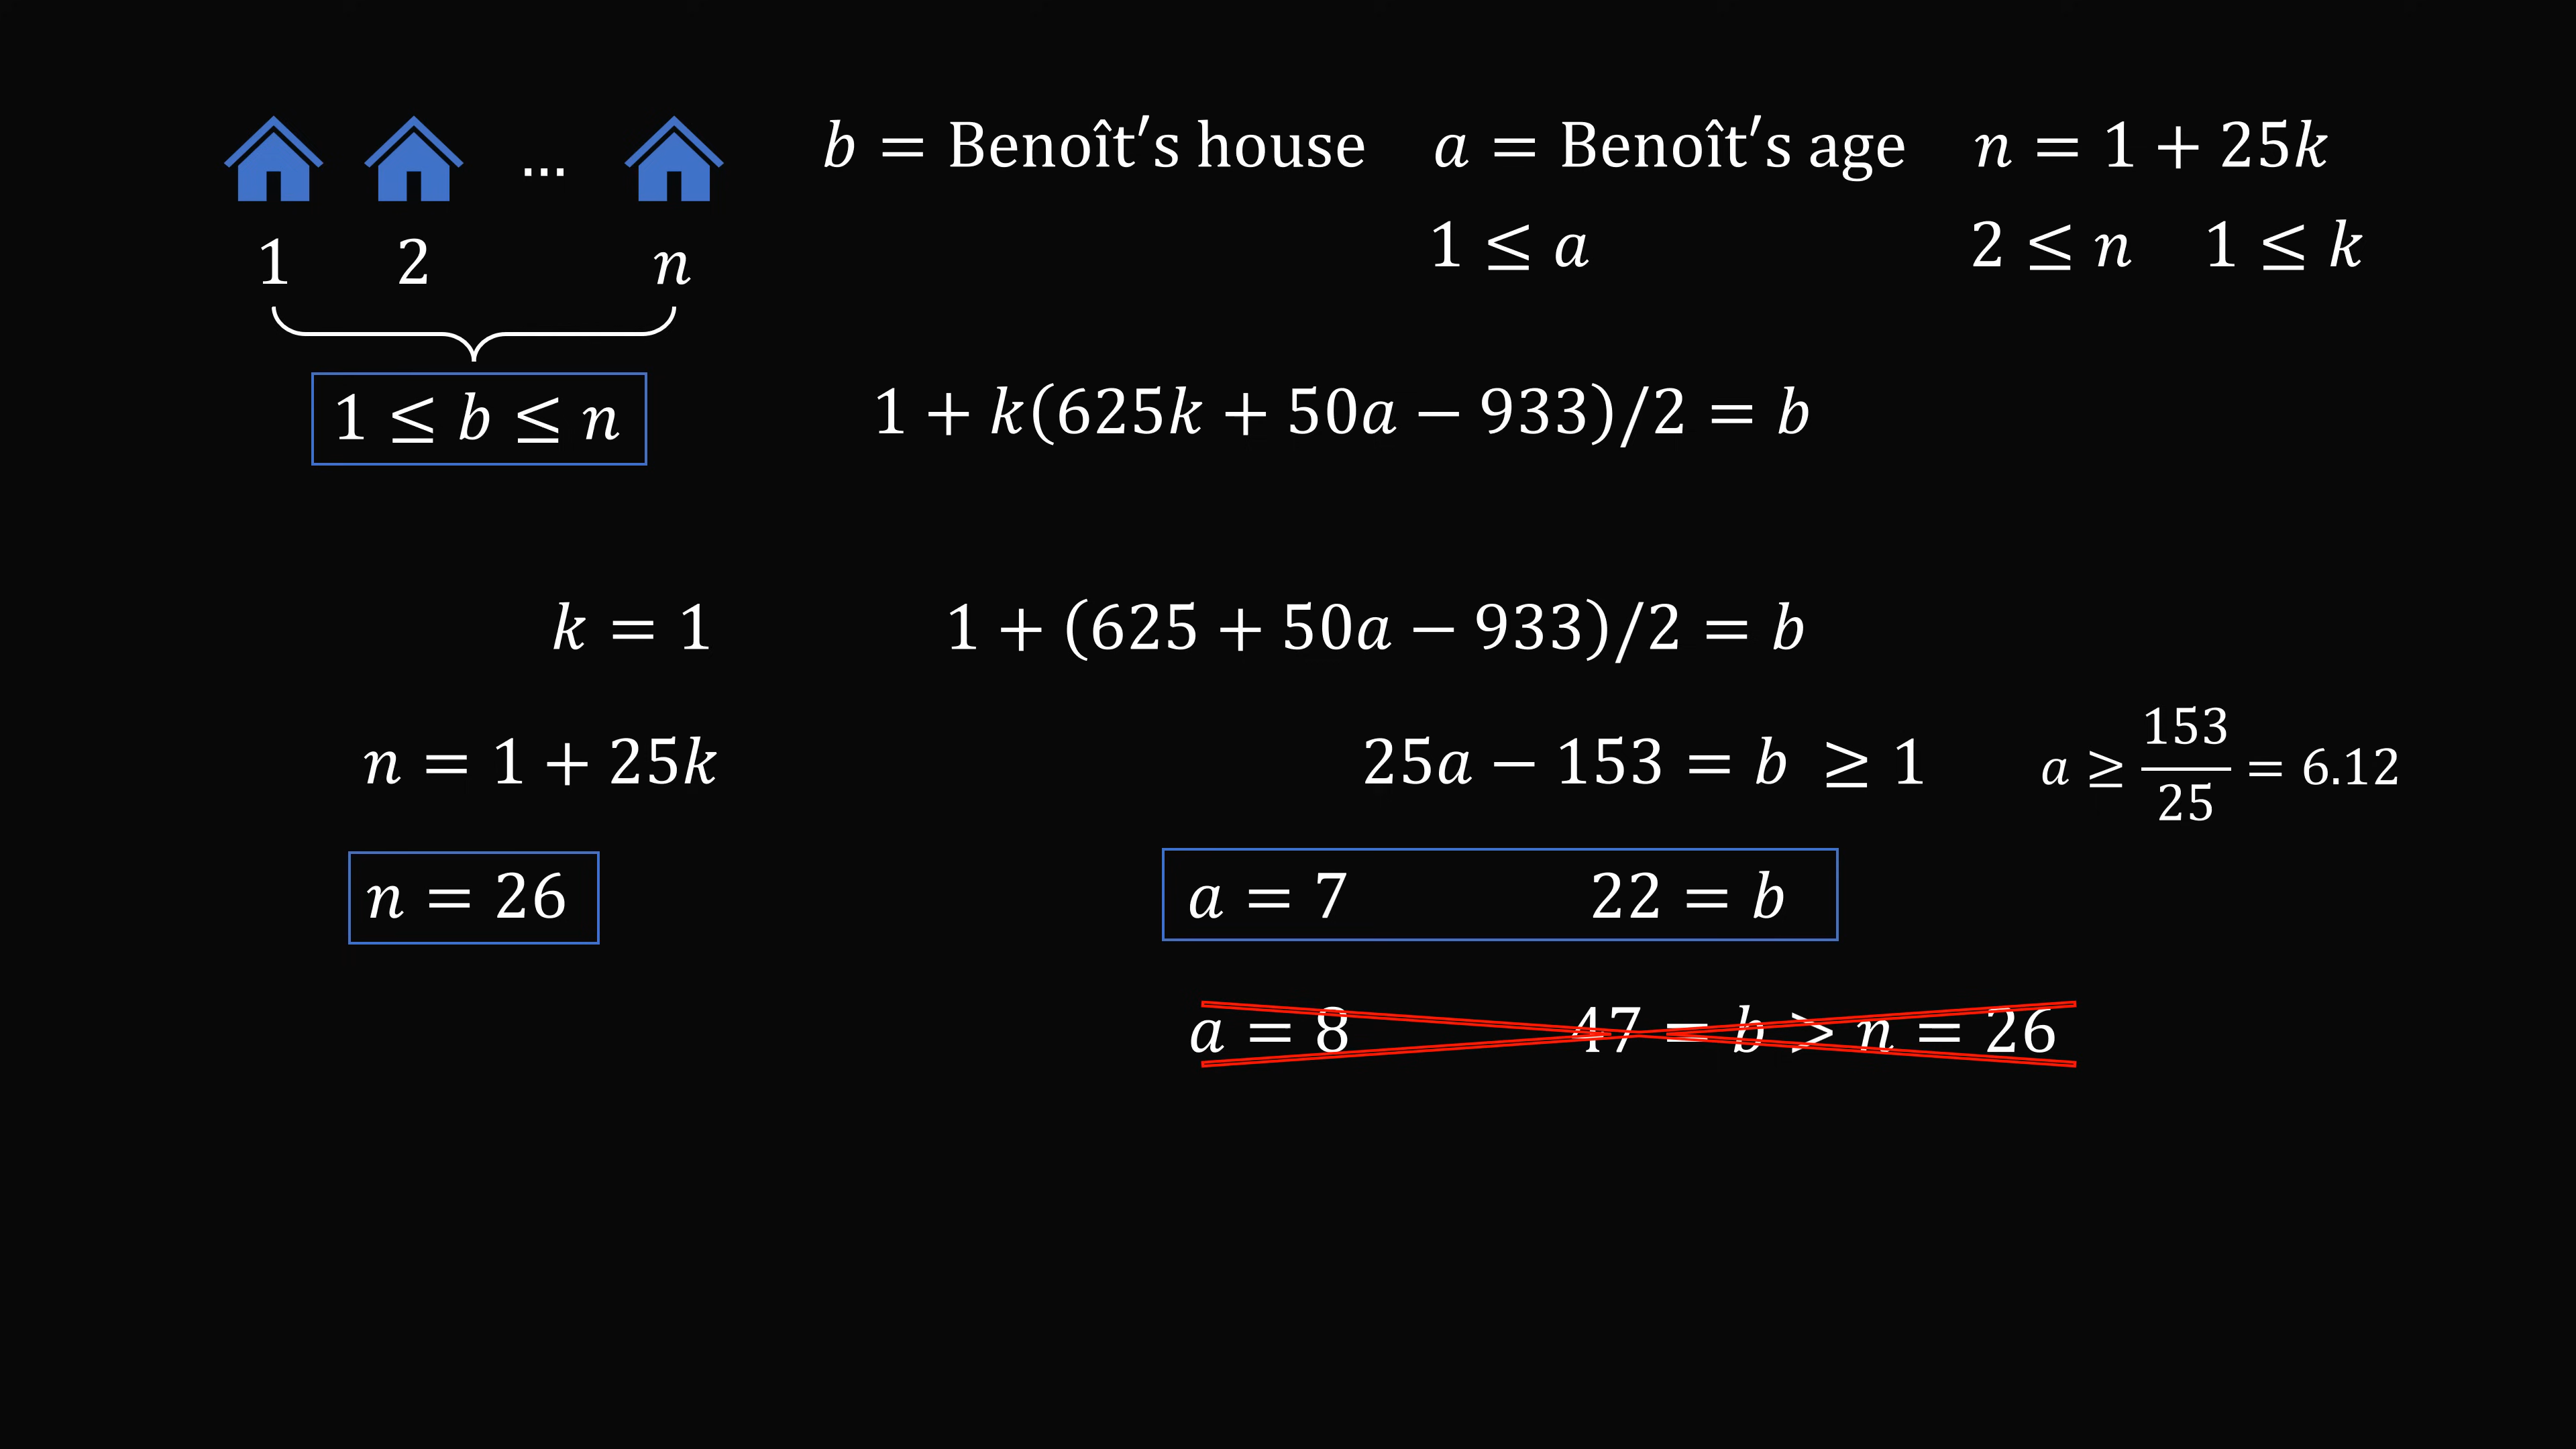 ... b = Benoît′s house a = Benoît′s age n = 1 + 25k
1 2 n 1 ≤ a 2 ≤ n 1 ≤ k
1 ≤ b ≤ n 1 + k(625k + 50a − 933)/2 = b
k = 1 1 + (625 + 50a − 933)/2 = b
n = 1 + 25k 25a − 153 = b ≥ 1 a ≥ 153/25 = 6.12
n = 26 a = 7 22 = b
a = 8 47 = b > n = 26